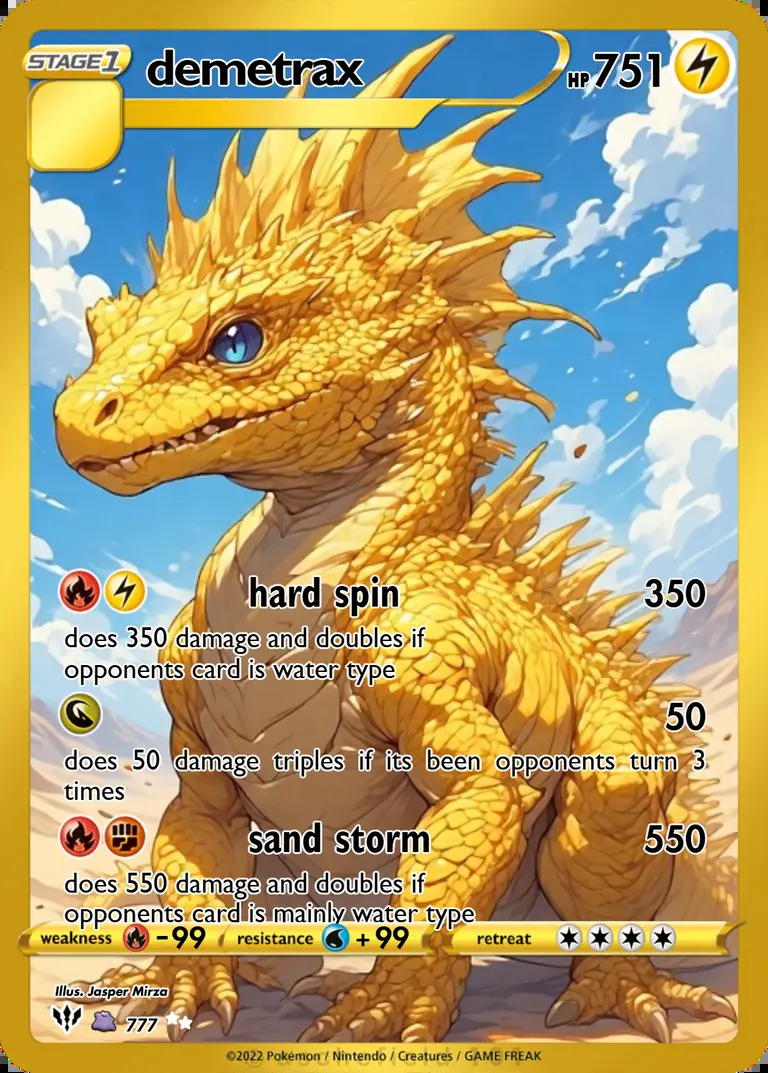 STAGE1
demetrax
HP 751
hard spin 350
does 350 damage and doubles if
opponents card is water type
50
does 50 damage triples if its been opponents turn 3
times
sand storm 550
does 550 damage and doubles if
opponents card is mainly water type
weakness -99 resistance +99 retreat
Illus. Jasper Mirza
777
©2022 Pokémon / Nintendo / Creatures / GAME FREAK